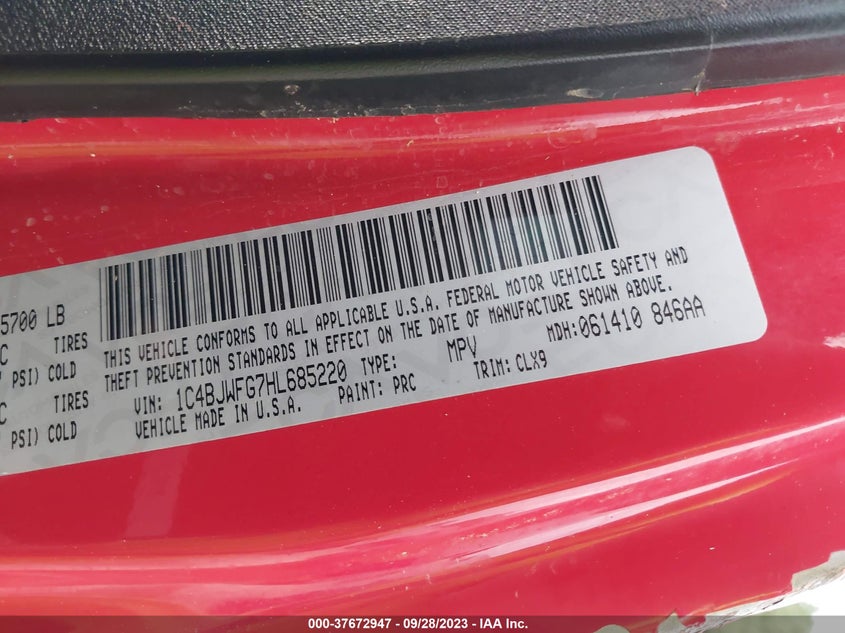 5700 LB
C TIRES
PSI) COLD
C TIRES
PSI) COLD
THIS VEHICLE CONFORMS TO ALL APPLICABLE U.S.A. FEDERAL MOTOR VEHICLE SAFETY AND
THEFT PREVENTION STANDARDS IN EFFECT ON THE DATE OF MANUFACTURE SHOWN ABOVE.
VIN: 1C4BJWFG7HL685220 TYPE: MPV MDH:061410 846AA
VEHICLE MADE IN U.S.A. PAINT: PRC TRIM: CLX9
000-37672947 - 09/28/2023 - IAA Inc.